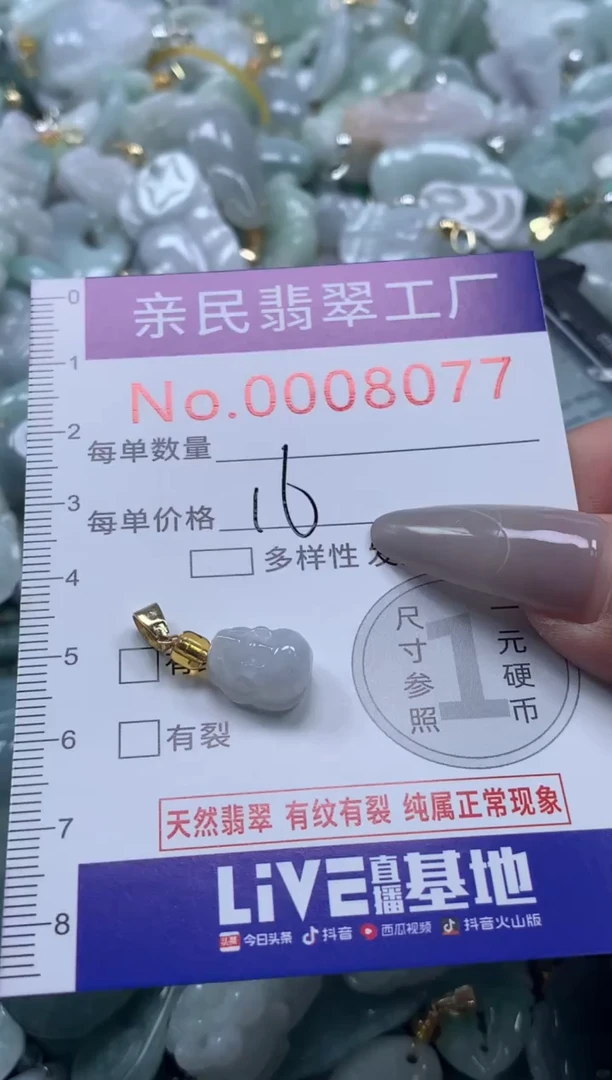 0
亲民翡翠工厂
No.0008077
1
2
每单数量
3
每单价格 16
多样性
4
尺寸参照
1
一元硬币
5
有
6
有裂
天然翡翠 有纹有裂 纯属正常现象
7
LiVE直播基地
8
头条 今日头条 抖音 西瓜视频 抖音火山版